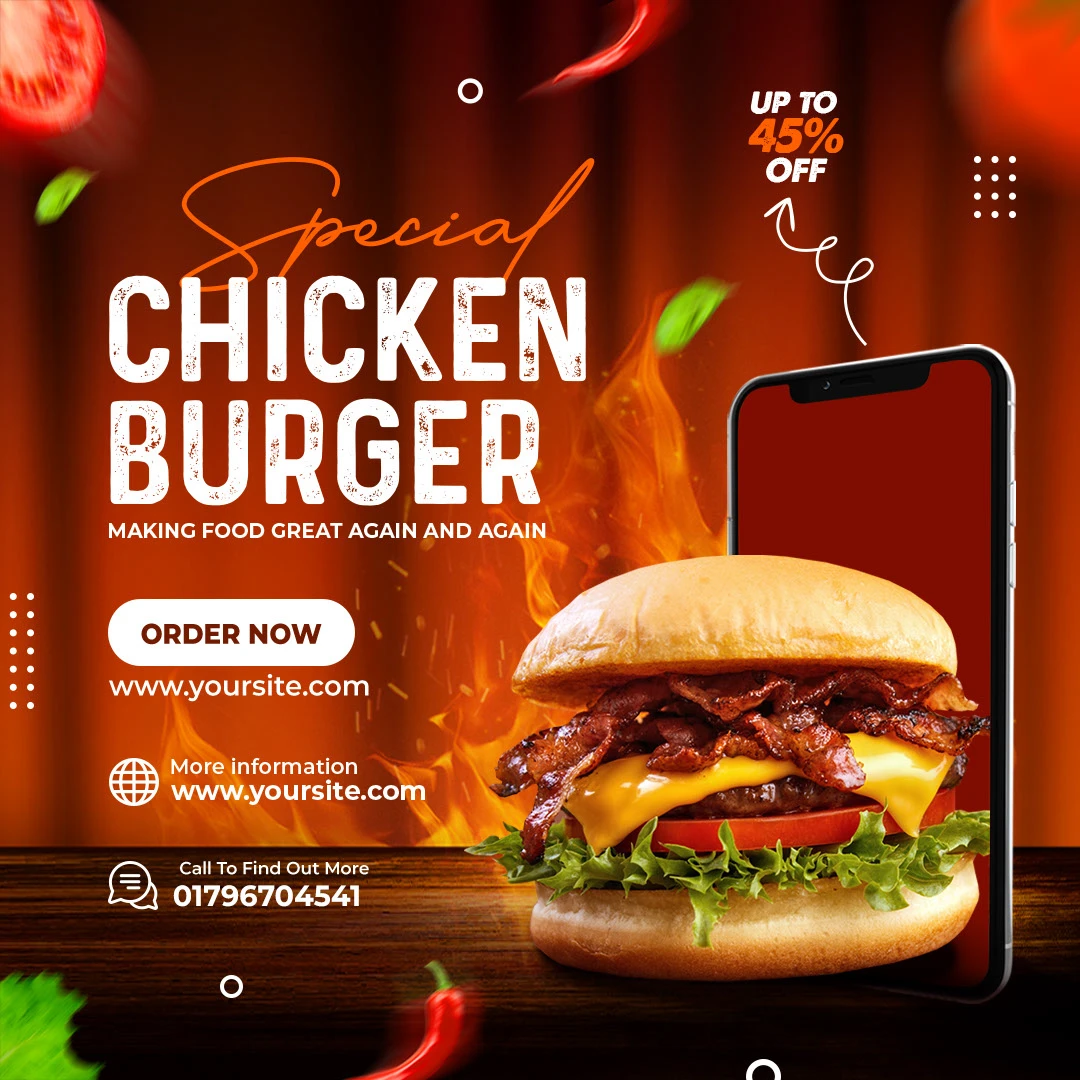 UP TO
45%
OFF
Special
CHICKEN
BURGER
MAKING FOOD GREAT AGAIN AND AGAIN
ORDER NOW
www.yoursite.com
More information
www.yoursite.com
Call To Find Out More
01796704541